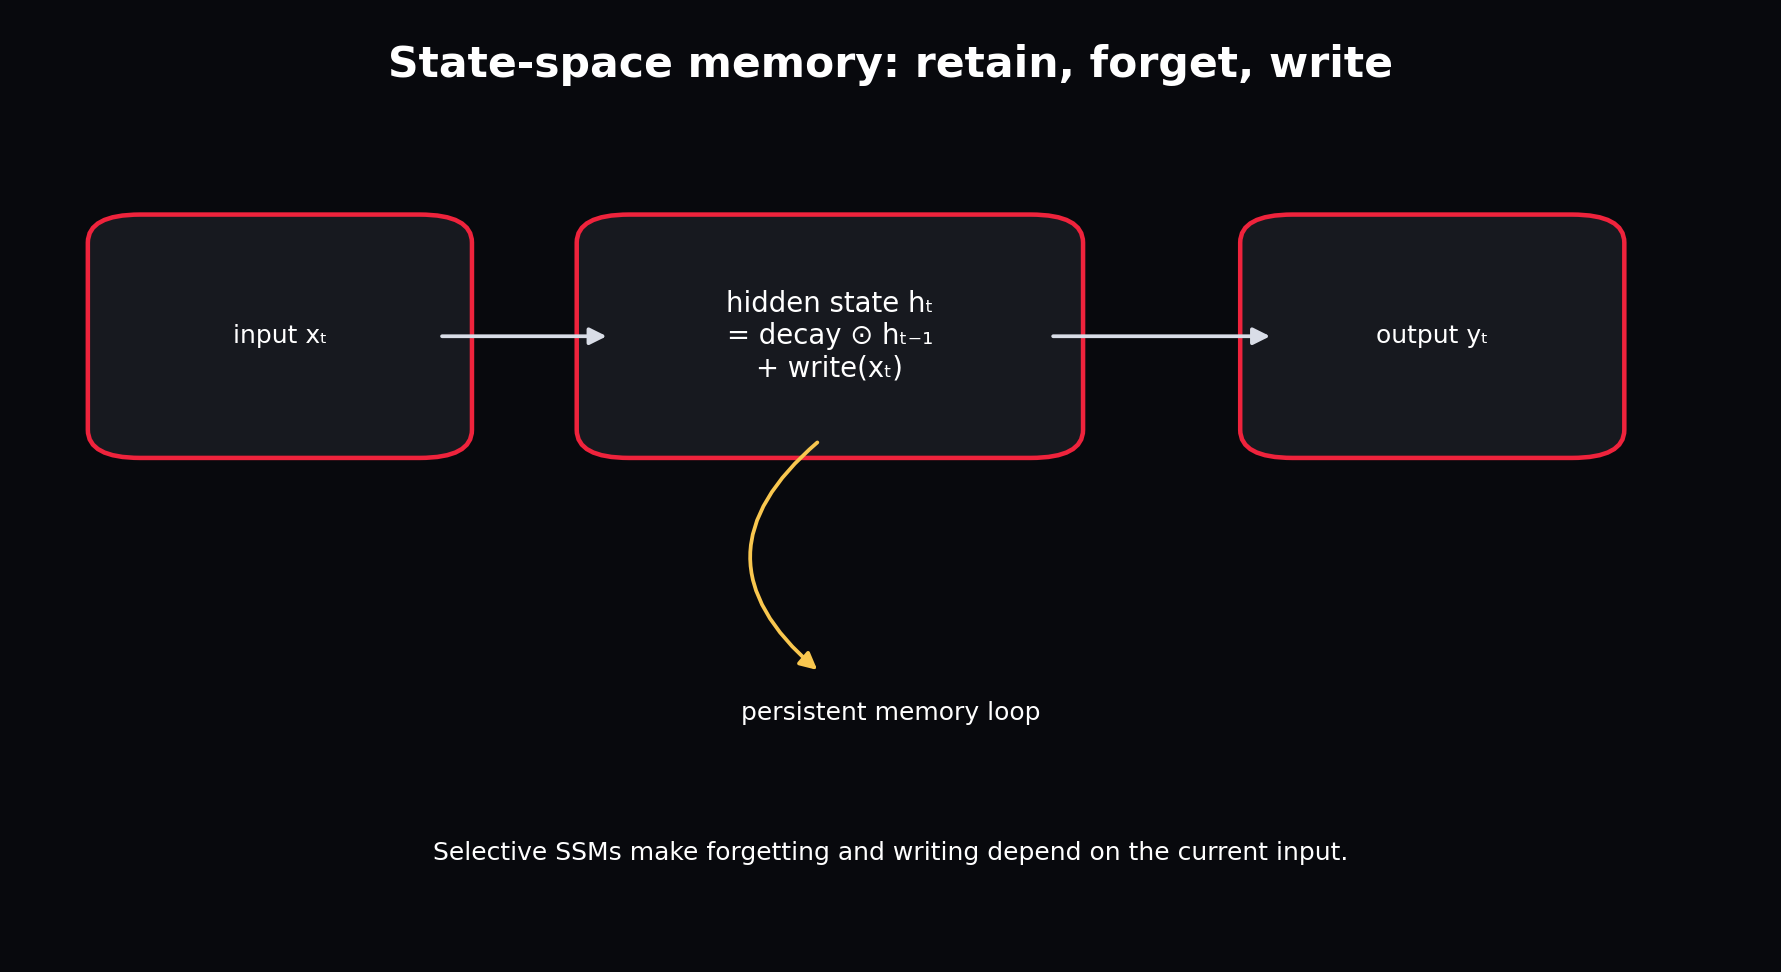 State-space memory: retain, forget, write
input xₜ
hidden state hₜ
= decay ⊙ hₜ₋₁
+ write(xₜ)
output yₜ
persistent memory loop
Selective SSMs make forgetting and writing depend on the current input.